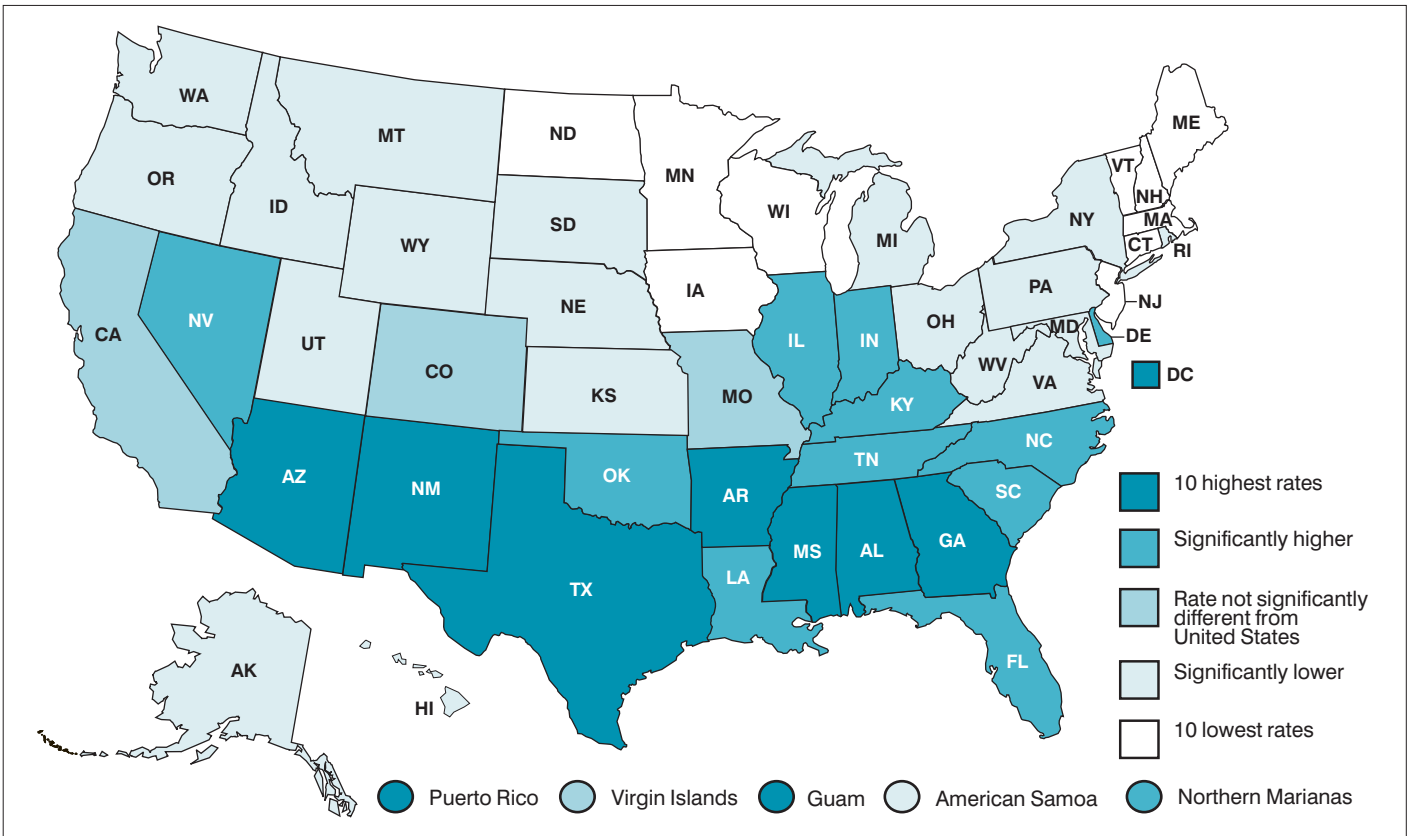 WA
MT
ND
MN
ME
VT
NH
OR
ID
SD
WI
NY
MA
WY
MI
CT
RI
IA
PA
NJ
NE
NV
OH
MD
CA
UT
IL
IN
DE
CO
WV
VA
DC
KS
MO
KY
NC
TN
AZ
OK
NM
AR
SC
10 highest rates
MS
AL
GA
Significantly higher
LA
TX
Rate not significantly
different from
United States
FL
AK
Significantly lower
HI
10 lowest rates
Puerto Rico
Virgin Islands
Guam
American Samoa
Northern Marianas